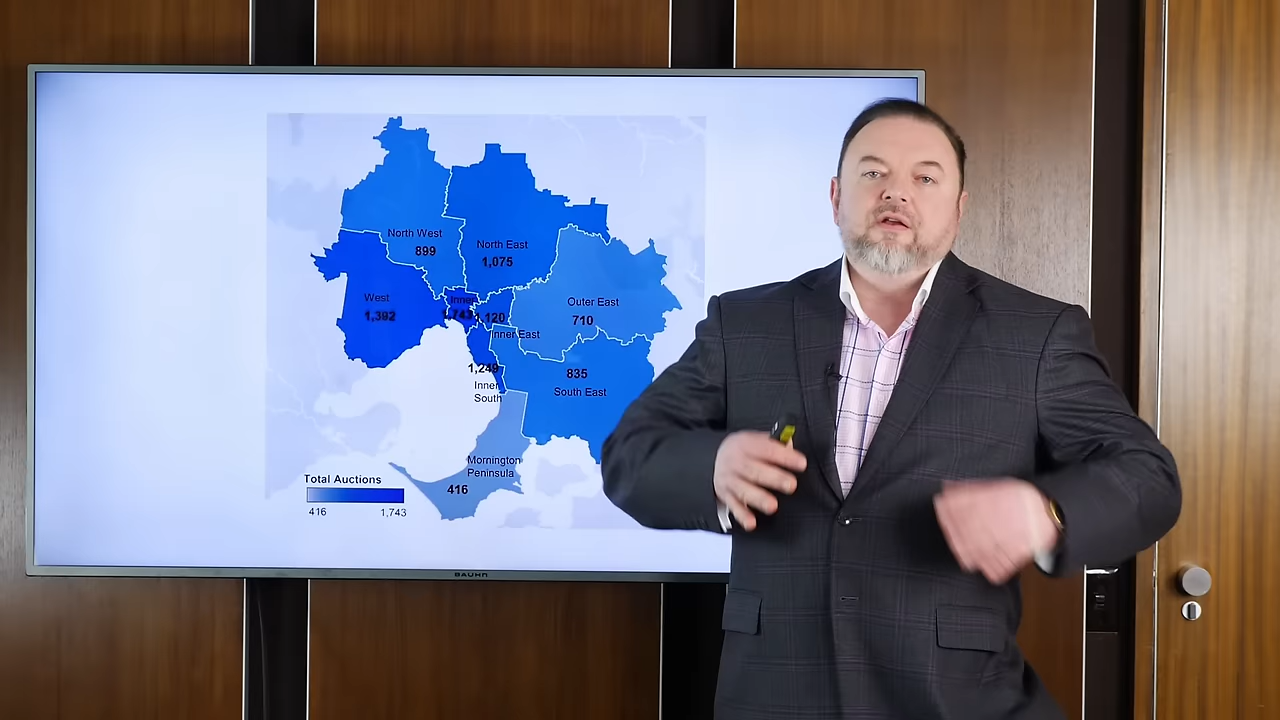 North West
899
North East
1,075
West
1,392
Inner
1,743
1,120
Inner East
Outer East
710
1,249
Inner
South
835
South East
Mornington
Peninsula
416
Total Auctions
416
1,743
BAUHN